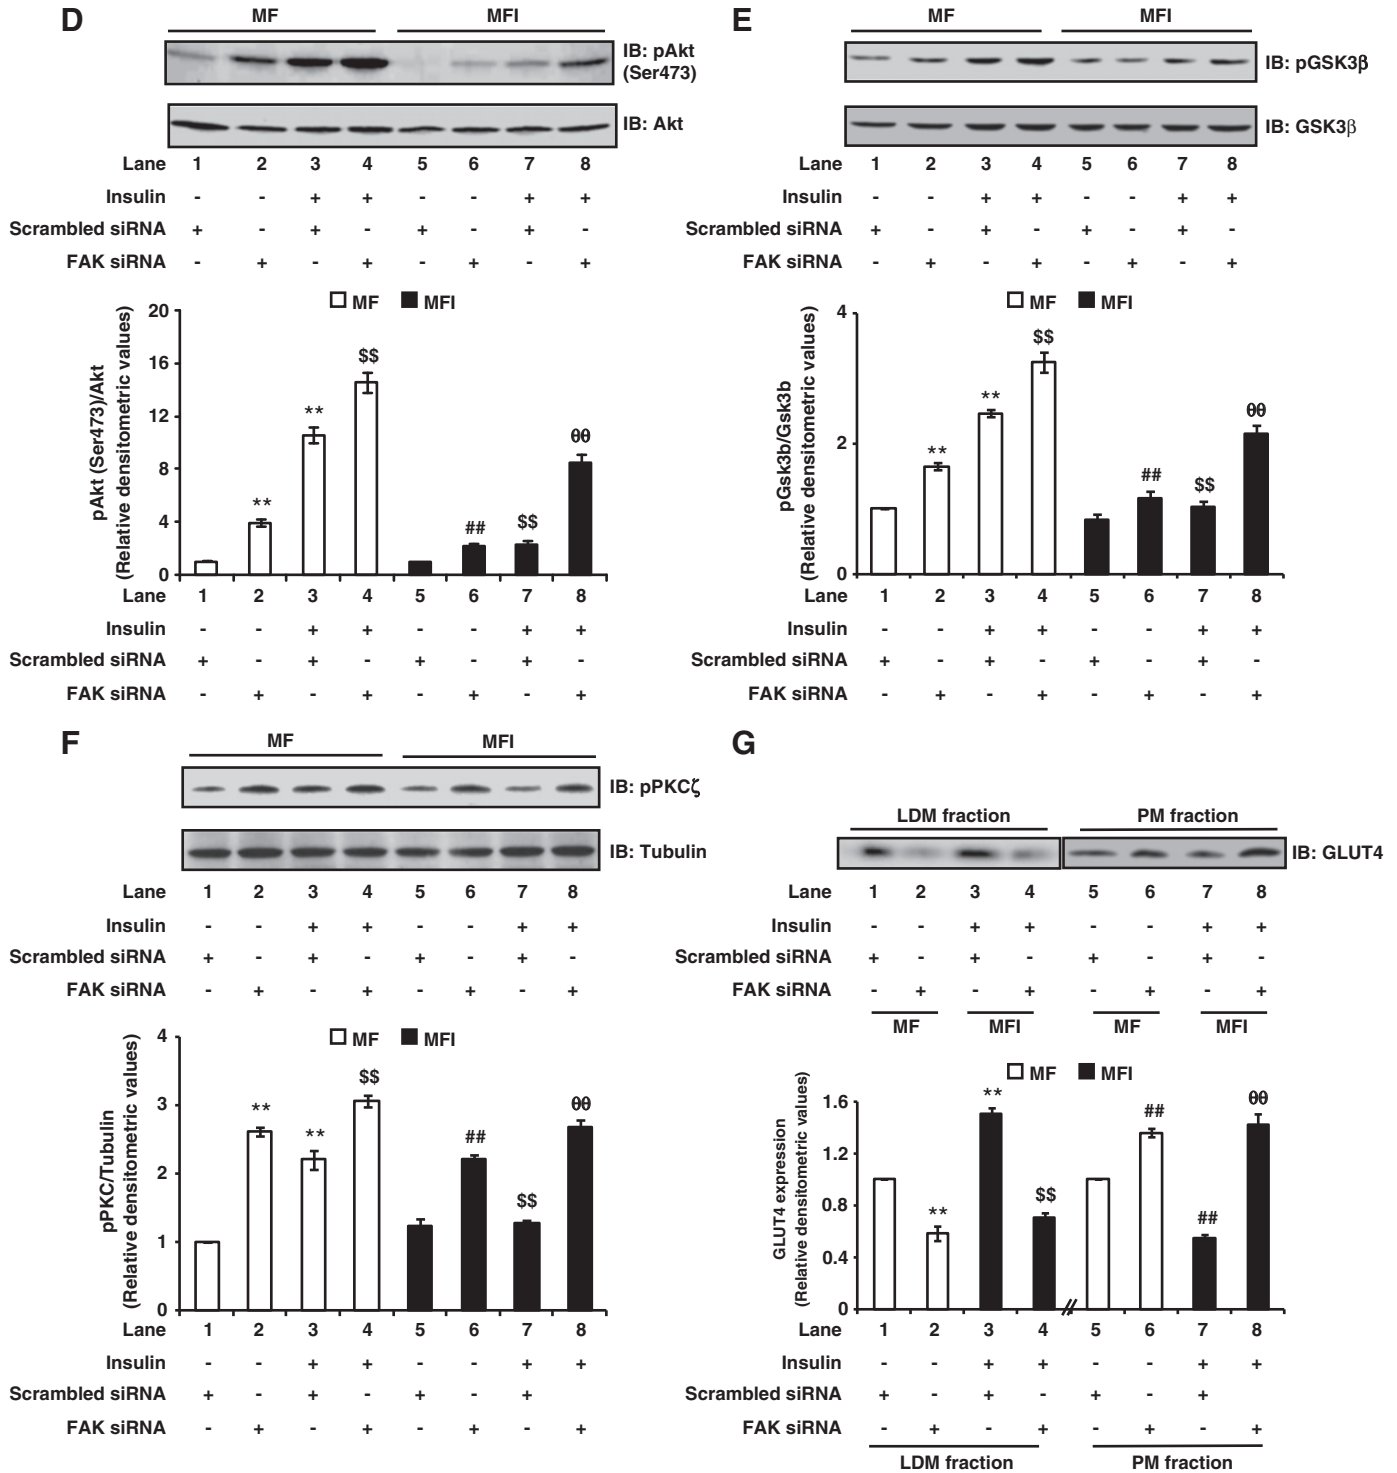 D
MF MFI
IB: pAkt
(Ser473)
IB: Akt
Lane 1 2 3 4 5 6 7 8
Insulin - - + + - - + +
Scrambled siRNA + - + - + - + -
FAK siRNA - + - + - + - +
MF MFI
pAkt (Ser473)/Akt
(Relative densitometric values)
20
16
12
8
4
0
** ** $$ ## $$ θθ
Lane 1 2 3 4 5 6 7 8
Insulin - - + + - - + +
Scrambled siRNA + - + - + - + -
FAK siRNA - + - + - + - +
E
MF MFI
IB: pGSK3β
IB: GSK3β
Lane 1 2 3 4 5 6 7 8
Insulin - - + + - - + +
Scrambled siRNA + - + - + - + -
FAK siRNA - + - + - + - +
MF MFI
pGsk3b/Gsk3b
(Relative densitometric values)
4
2
0
** ** $$ ## $$ θθ
Lane 1 2 3 4 5 6 7 8
Insulin - - + + - - + +
Scrambled siRNA + - + - + - + -
FAK siRNA - + - + - + - +
F
MF MFI
IB: pPKCζ
IB: Tubulin
Lane 1 2 3 4 5 6 7 8
Insulin - - + + - - + +
Scrambled siRNA + - + - + - + -
FAK siRNA - + - + - + - +
MF MFI
pPKC/Tubulin
(Relative densitometric values)
4
3
2
1
0
** ** $$ ## $$ θθ
Lane 1 2 3 4 5 6 7 8
Insulin - - + + - - + +
Scrambled siRNA + - + - + - +
FAK siRNA - + - + - + - +
G
LDM fraction PM fraction
IB: GLUT4
Lane 1 2 3 4 5 6 7 8
Insulin - - + + - - + +
Scrambled siRNA + - + - + - + -
FAK siRNA - + - + - + - +
MF MFI MF MFI
MF MFI
GLUT4 expression
(Relative densitometric values)
1.6
1.2
0.8
0.4
0
** ** $$ ## ## θθ
Lane 1 2 3 4 5 6 7 8
Insulin - - + + - - + +
Scrambled siRNA + - + - + - +
FAK siRNA - + - + - + - +
LDM fraction PM fraction